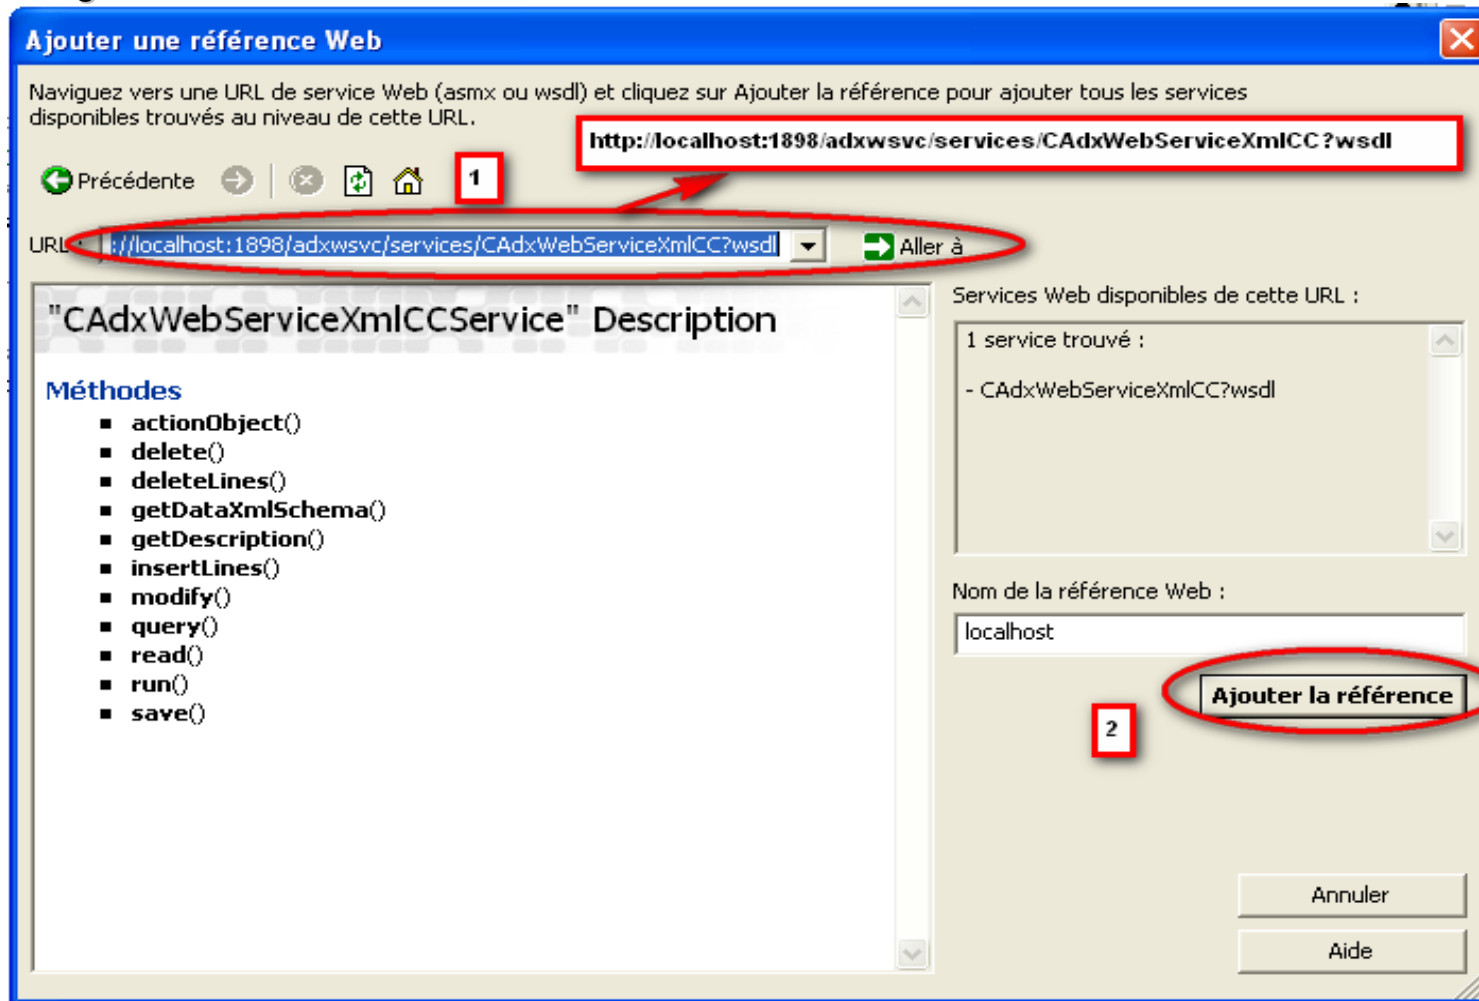 Ajouter une référence Web
Naviguez vers une URL de service Web (asmx ou wsdl) et cliquez sur Ajouter la référence pour ajouter tous les services
disponibles trouvés au niveau de cette URL.
http://localhost:1898/adxwsvc/services/CAdxWebServiceXmlCC?wsdl
Précédente
1
URL : ://localhost:1898/adxwsvc/services/CAdxWebServiceXmlCC?wsdl Aller à
"CAdxWebServiceXmlCCService" Description
Méthodes
actionObject()
delete()
deleteLines()
getDataXmlSchema()
getDescription()
insertLines()
modify()
query()
read()
run()
save()
Services Web disponibles de cette URL :
1 service trouvé :
- CAdxWebServiceXmlCC?wsdl
Nom de la référence Web :
localhost
Ajouter la référence
2
Annuler
Aide